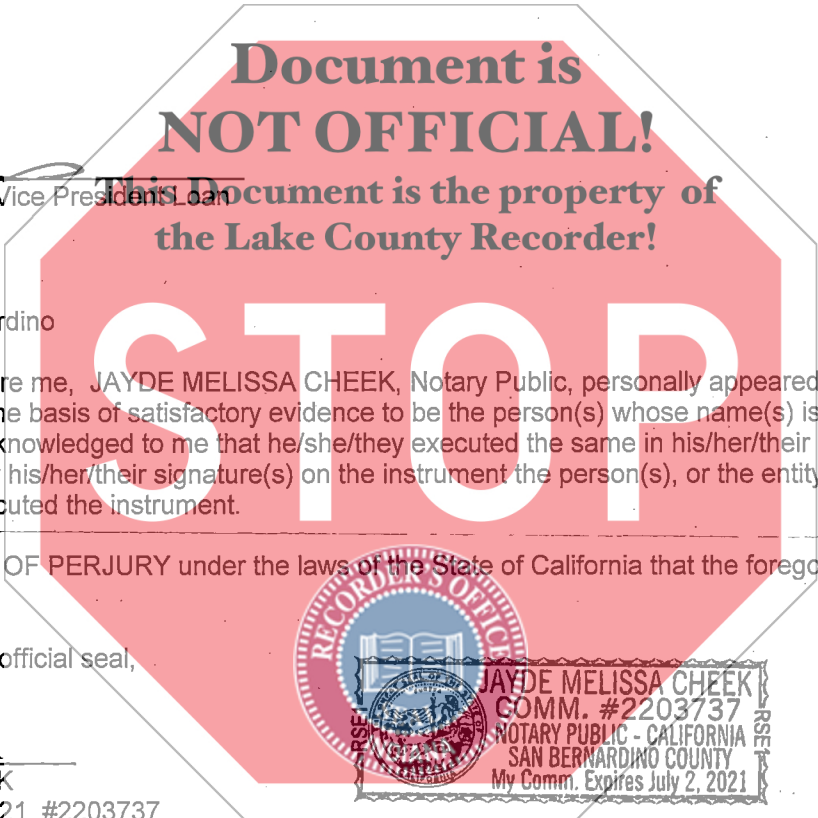 Document is
NOT OFFICIAL!
Vice President Loan
This Document is the property of
the Lake County Recorder!
rdino
STOP
re me, JAYDE MELISSA CHEEK, Notary Public, personally appeared
ne basis of satisfactory evidence to be the person(s) whose name(s) is
knowledged to me that he/she/they executed the same in his/her/their
his/her/their signature(s) on the instrument the person(s), or the entity
cuted the instrument.
OF PERJURY under the laws of the State of California that the forego
RECORDER'S OFFICE
INDIANA
official seal,
JAYDE MELISSA CHEEK
COMM. #2203737
NOTARY PUBLIC - CALIFORNIA
SAN BERNARDINO COUNTY
My Comm. Expires July 2, 2021
RSE
RSE
K
21 #2203737